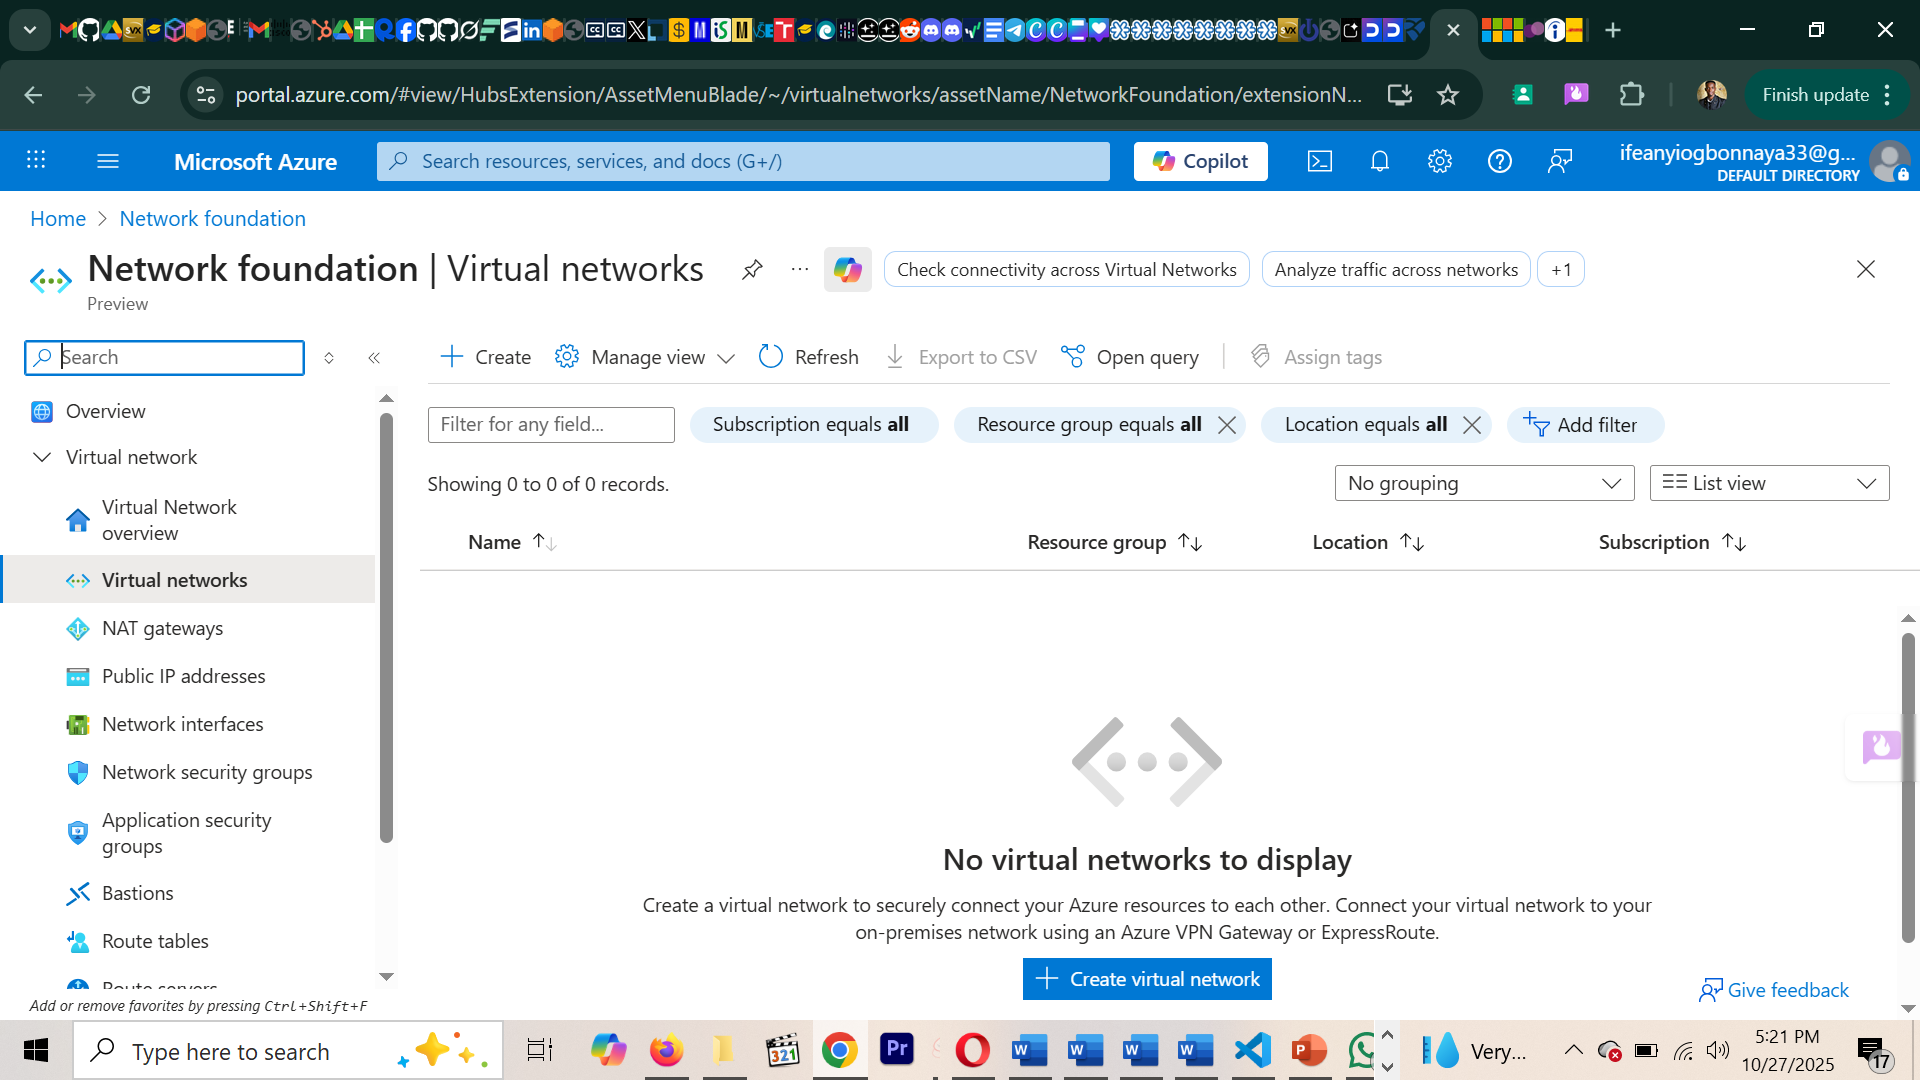 portal.azure.com/#view/HubsExtension/AssetMenuBlade/~/virtualnetworks/assetName/NetworkFoundation/extensionN...
Finish update
Microsoft Azure
Search resources, services, and docs (G+/)
Copilot
ifeanyiogbonnaya33@g...
DEFAULT DIRECTORY
Home > Network foundation
Network foundation | Virtual networks
Preview
Check connectivity across Virtual Networks
Analyze traffic across networks
+1
Search
Create
Manage view
Refresh
Export to CSV
Open query
Assign tags
Overview
Virtual network
Virtual Network
overview
Virtual networks
NAT gateways
Public IP addresses
Network interfaces
Network security groups
Application security
groups
Bastions
Route tables
Route servers
Add or remove favorites by pressing Ctrl+Shift+F
Filter for any field...
Subscription equals all
Resource group equals all
Location equals all
Add filter
Showing 0 to 0 of 0 records.
No grouping
List view
Name
Resource group
Location
Subscription
No virtual networks to display
Create a virtual network to securely connect your Azure resources to each other. Connect your virtual network to your
on-premises network using an Azure VPN Gateway or ExpressRoute.
Create virtual network
Give feedback
Type here to search
Very...
5:21 PM
10/27/2025
17